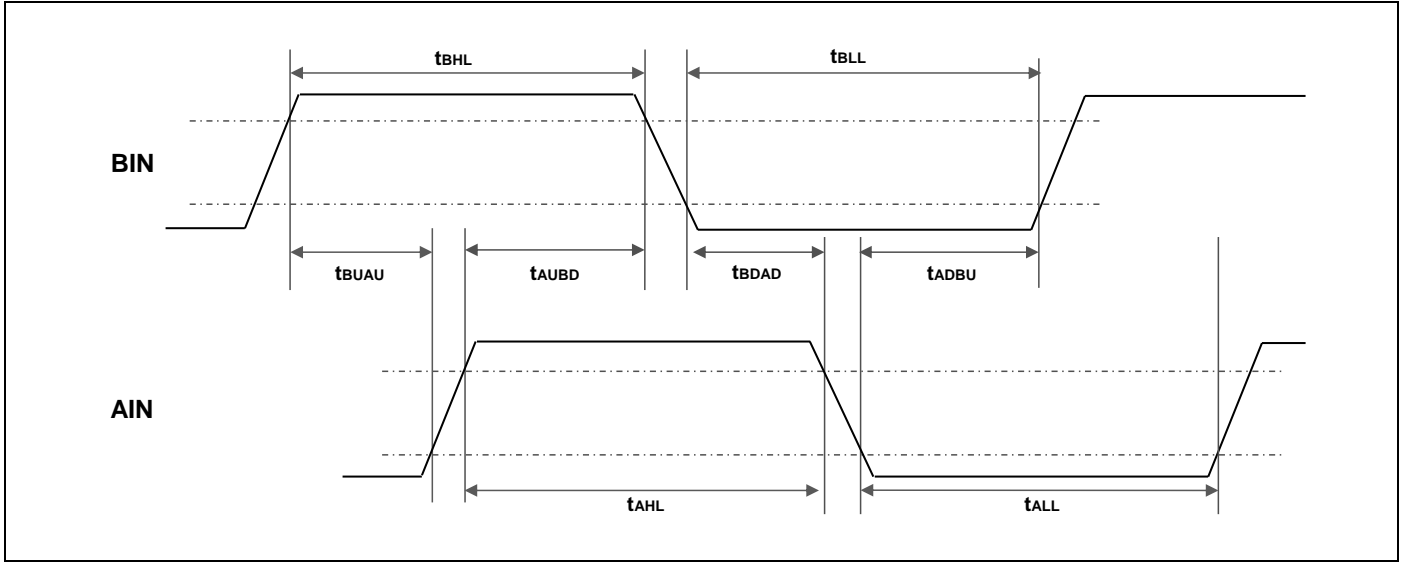 tBHL
tBLL
BIN
tBUAU
tAUBD
tBDAD
tADBU
AIN
tAHL
tALL